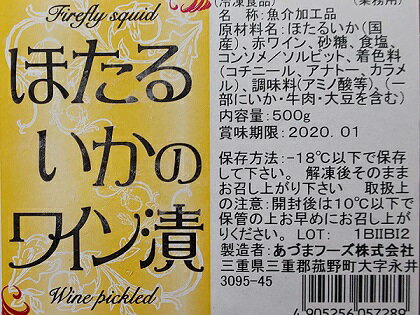 Firefly squid
ほたる
いかの
ワイン漬
Wine pickled
(冷凍食品) (業務用)
名称:魚介加工品
原材料名:ほたるいか(国
産)、赤ワイン、砂糖、食塩、
コンソメ/ソルビット、着色料
(コチニール、アナトー、カラメ
ル)、調味料(アミノ酸等)、(一
部にいか・牛肉・大豆を含む)
内容量:500g
賞味期限:2020.01
保存方法:-18℃以下で保存
して下さい。 解凍後そのまま
お召し上がり下さい 取扱上
の注意:開封後は10℃以下で
保管の上お早めにお召し上が
りください。LOT: 1BIIBI2
製造者:あづまフーズ株式会社
三重県三重郡菰野町大字永井
3095-45
4905256057289